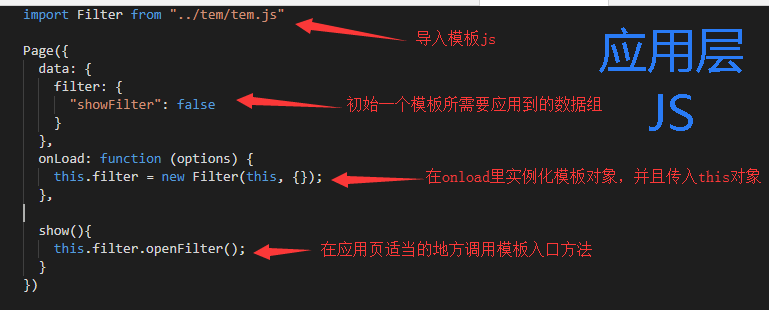 import Filter from "../tem/tem.js"
导入模板js
应用层
JS
Page({
data: {
filter: {
"showFilter": false
初始一个模板所需要应用到的数据组
}
},
onLoad: function (options) {
this.filter = new Filter(this, {});
在onload里实例化模板对象，并且传入this对象
},
show(){
this.filter.openFilter();
在应用页适当的地方调用模板入口方法
}
})